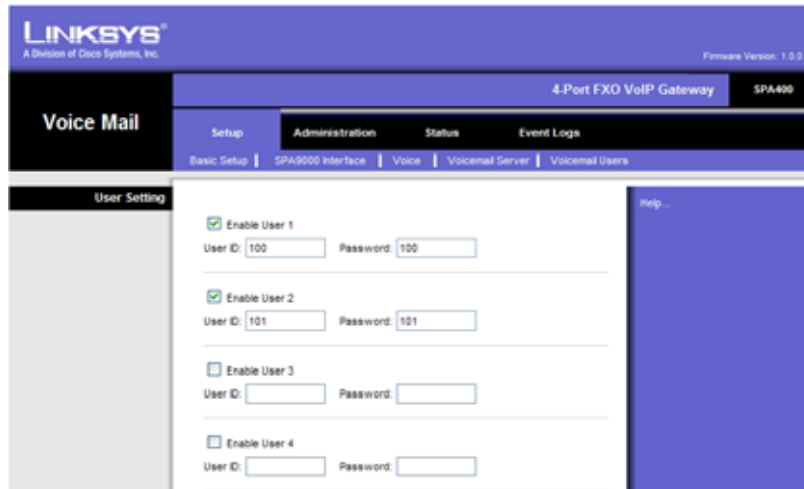 LINKSYS®
A Division of Cisco Systems, Inc.
Firmware Version: 1.0.0
4-Port FXO VoIP Gateway SPA400
Voice Mail
Setup Administration Status Event Logs
Basic Setup | SPA9000 Interface | Voice | Voicemail Server | Voicemail Users
User Setting
Help...
Enable User 1
User ID: 100 Password: 100
Enable User 2
User ID: 101 Password: 101
Enable User 3
User ID: Password:
Enable User 4
User ID: Password: